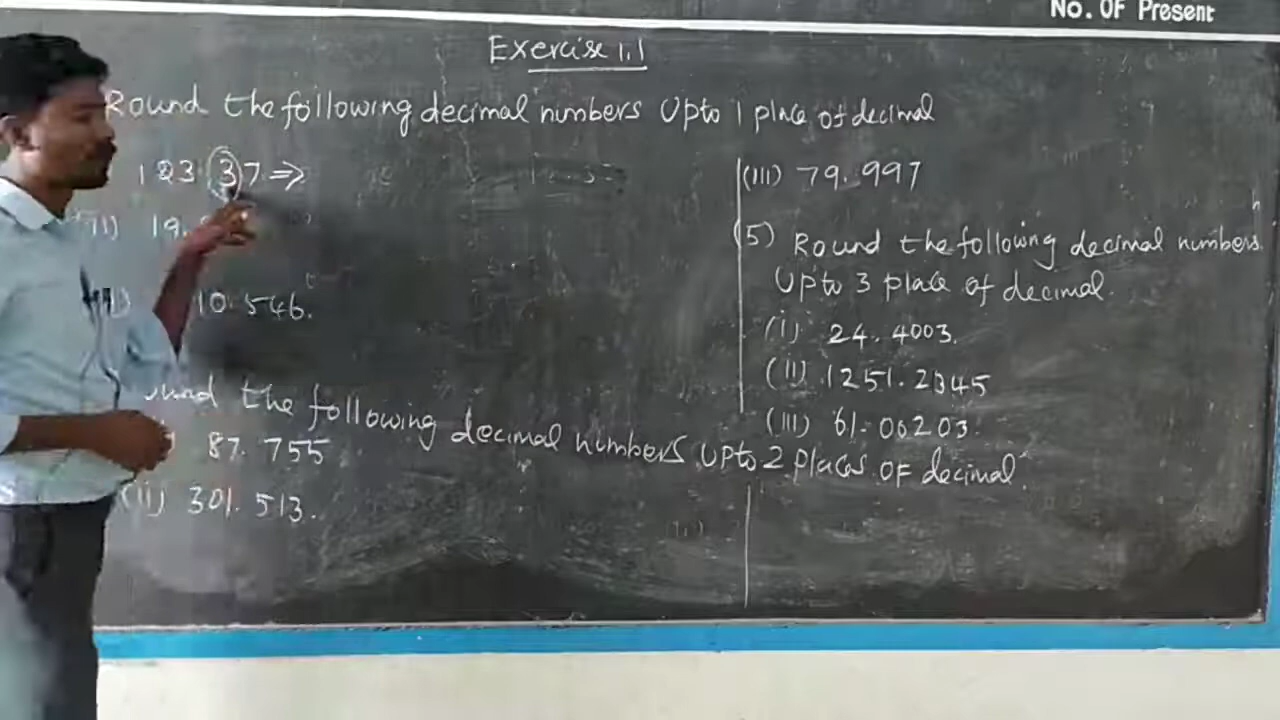 No. OF Present
Exercise 1.1
Round the following decimal numbers Upto 1 place of decimal
123.37 ⇒
(ii) 19.
10.546.
the following decimal numbers upto 2 places OF decimal.
87.755
(ii) 301.513.
(III) 79.997
(5) Round the following decimal numbers
Upto 3 place of decimal.
(i) 24.4003.
(ii) 1251.2345
(III) 61.00203.